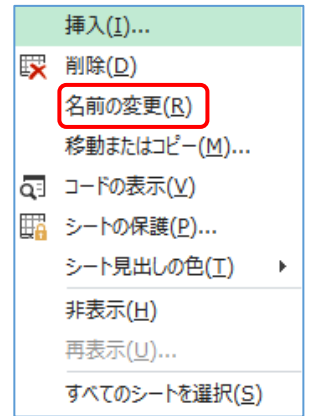 挿入(I)...
削除(D)
名前の変更(R)
移動またはコピー(M)...
コードの表示(V)
シートの保護(P)...
シート見出しの色(T)
非表示(H)
再表示(U)...
すべてのシートを選択(S)